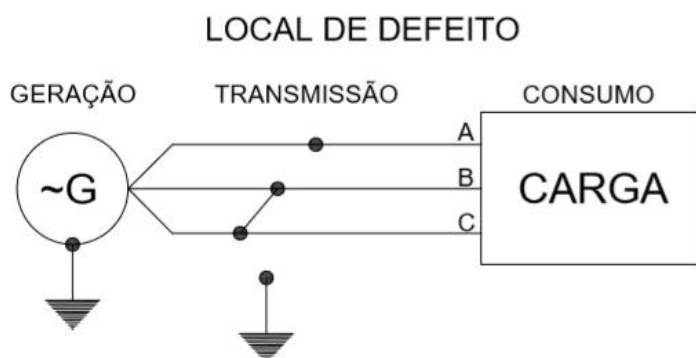 LOCAL DE DEFEITO
GERAÇÃO TRANSMISSÃO CONSUMO
A
~G B CARGA
C